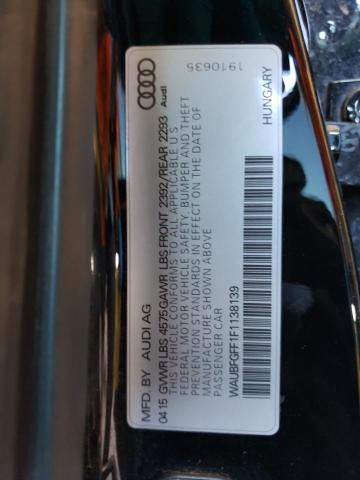 MFD. BY AUDI AG
04 15 GVWR LBS 4575 GAWR LBS FRONT 2392 /REAR 2293
THIS VEHICLE CONFORMS TO ALL APPLICABLE U S
FEDERAL MOTOR VEHICLE SAFETY, BUMPER AND THEFT
PREVENTION STANDARDS IN EFFECT ON THE DATE OF
MANUFACTURE SHOWN ABOVE
PASSENGER CAR
WAUBFGFF1F1138139
HUNGARY
Audi
1910635